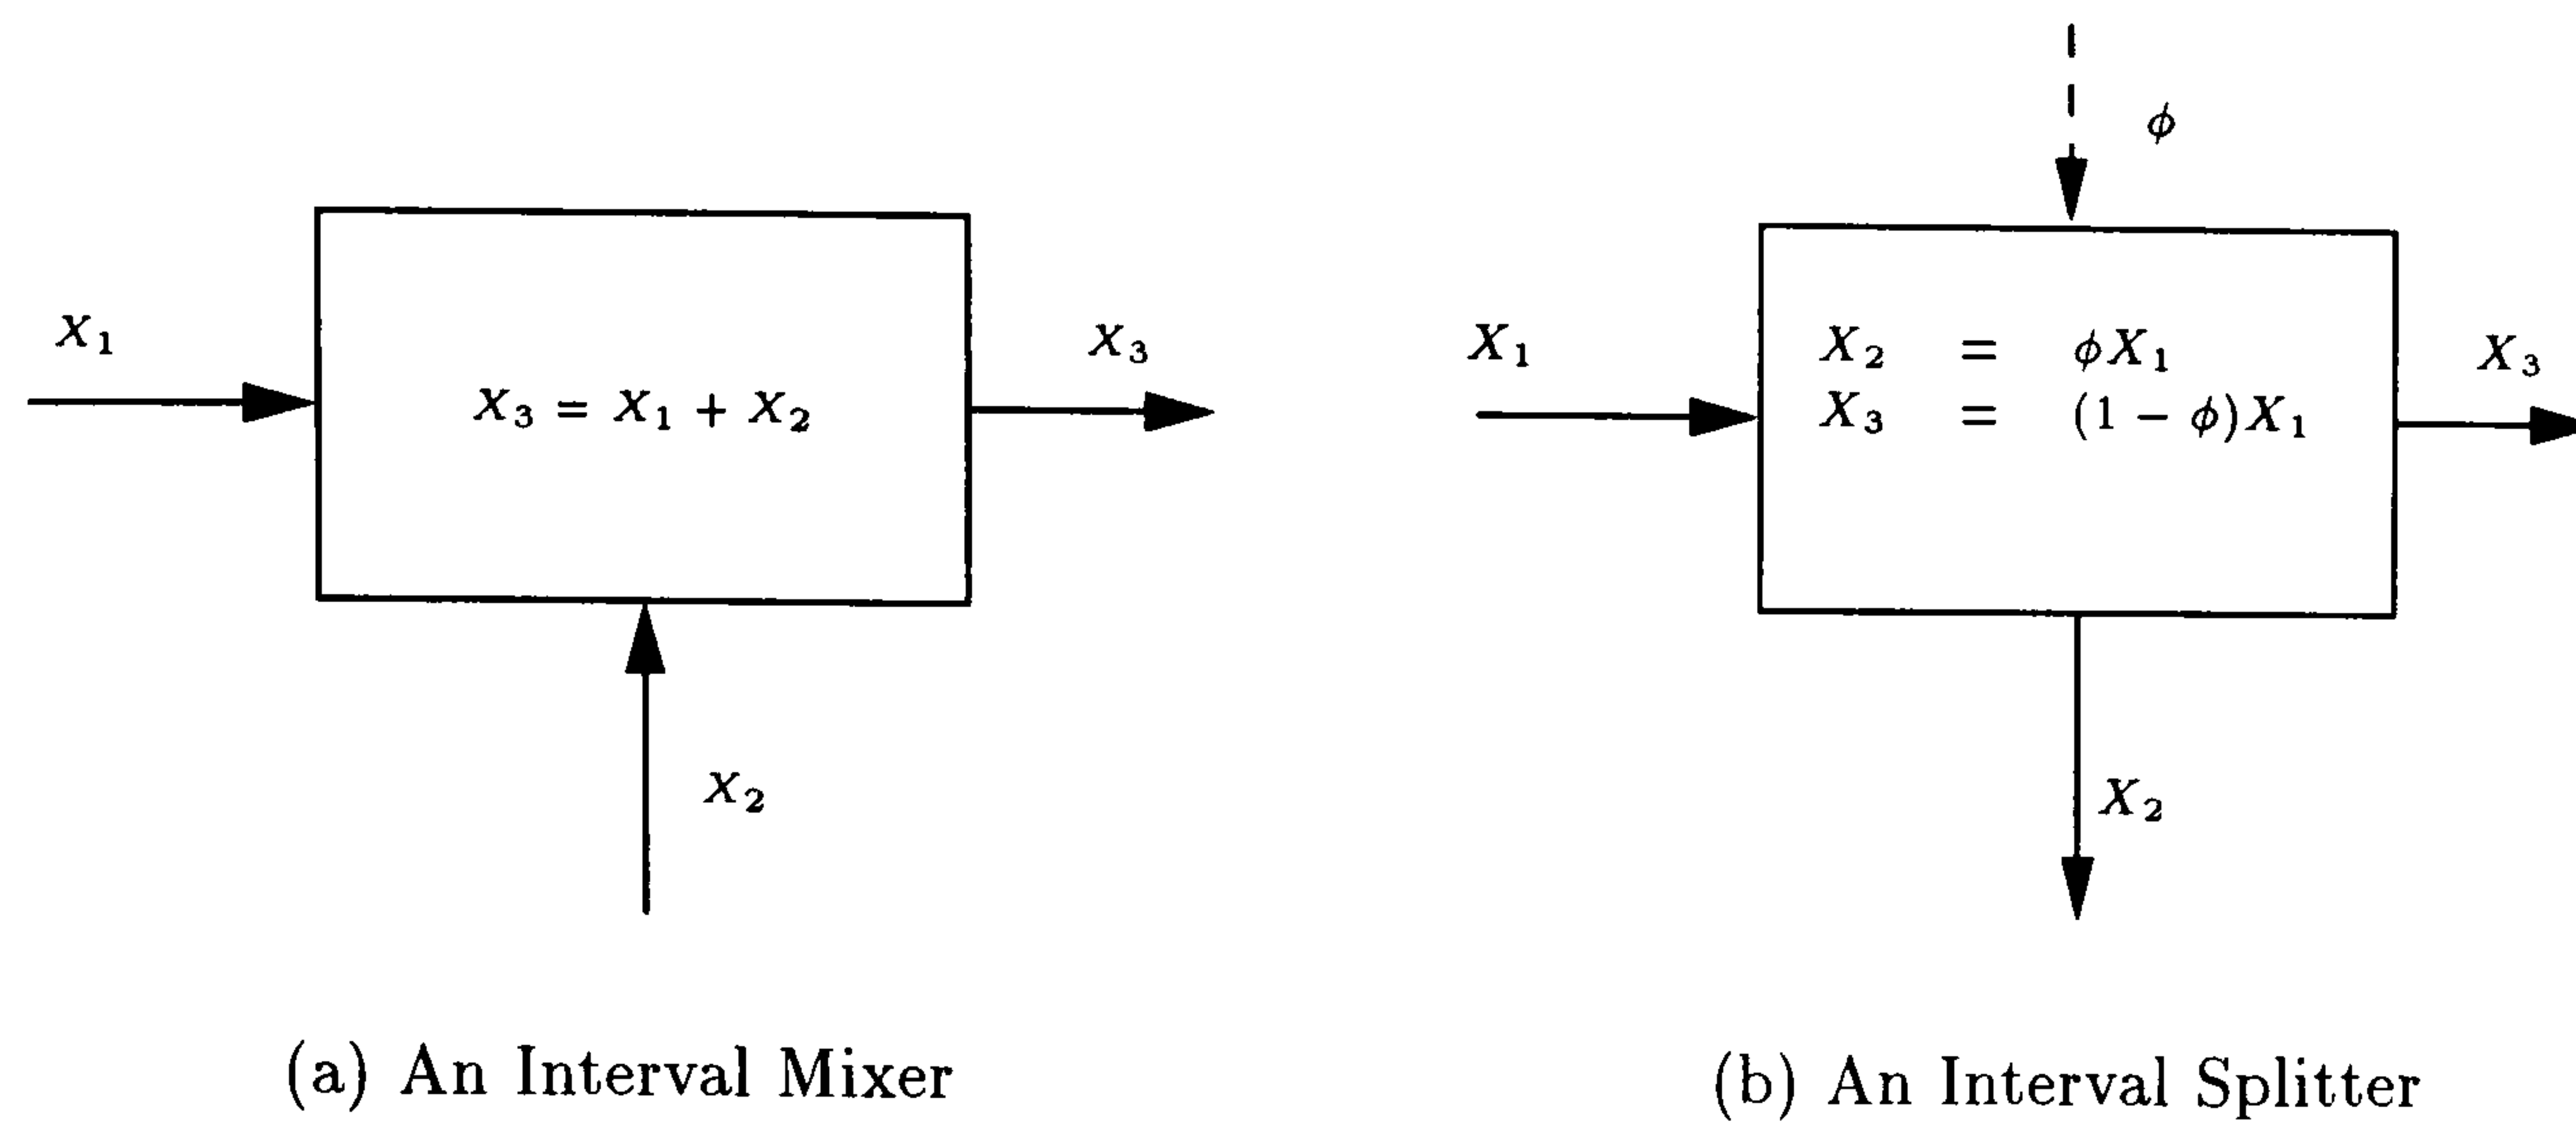 X₁
X₃ = X₁ + X₂
X₃
X₂
(a) An Interval Mixer
ϕ
X₁
X₂ = ϕX₁
X₃ = (1 − ϕ)X₁
X₃
X₂
(b) An Interval Splitter